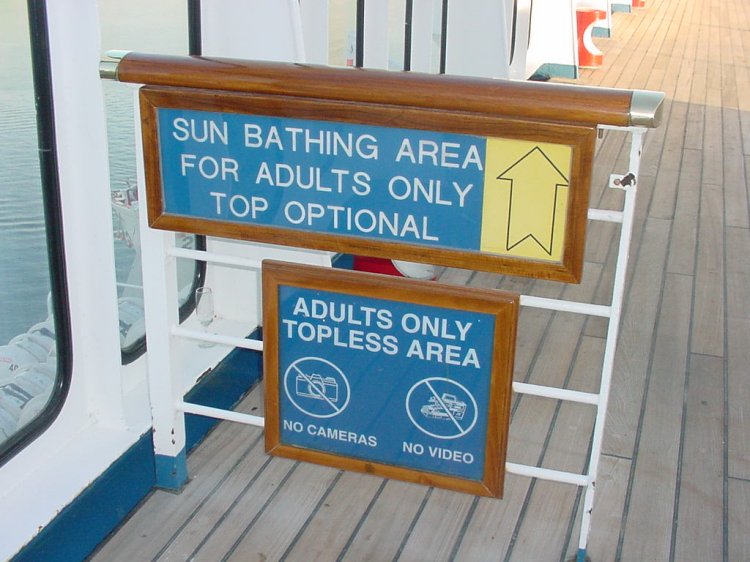 SUN BATHING AREA
FOR ADULTS ONLY
TOP OPTIONAL
ADULTS ONLY
TOPLESS AREA
NO CAMERAS
NO VIDEO